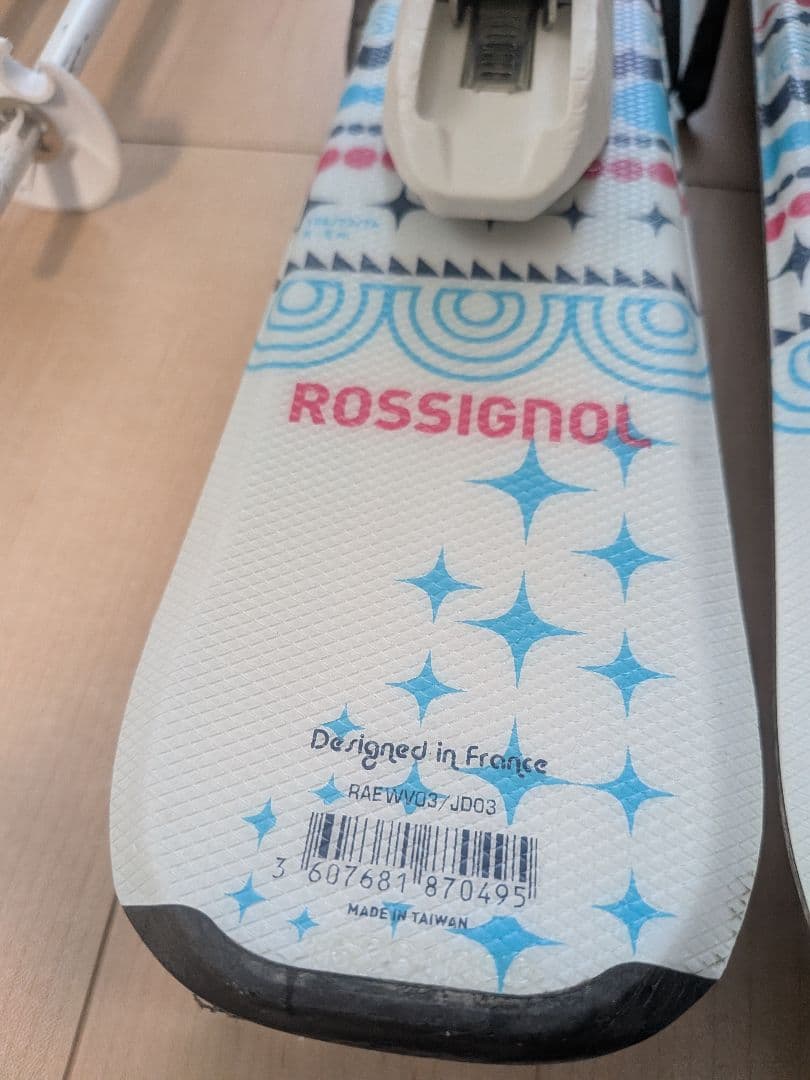 ROSSIGNOL
Designed in France
RAEWV03/JD03
3 607681 870495
MADE IN TAIWAN